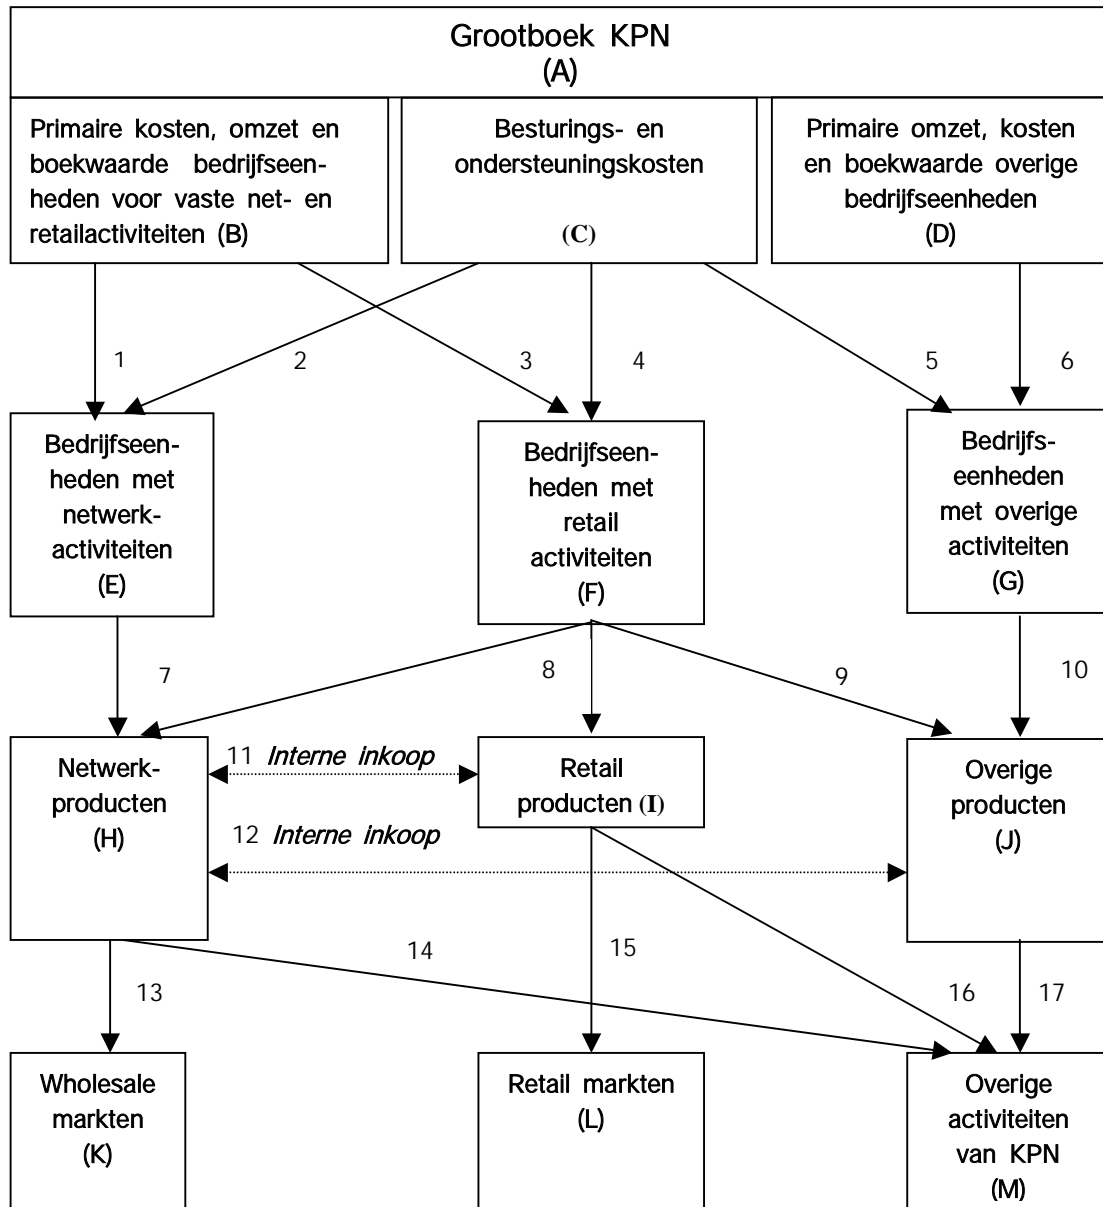 Grootboek KPN
(A)
Primaire kosten, omzet en
boekwaarde bedrijfseen-
heden voor vaste net- en
retailactiviteiten (B)
Besturings- en
ondersteuningskosten
(C)
Primaire omzet, kosten
en boekwaarde overige
bedrijfseenheden
(D)
1
2
3
4
5
6
Bedrijfseen-
heden met
netwerk-
activiteiten
(E)
Bedrijfseen-
heden met
retail
activiteiten
(F)
Bedrijfs-
eenheden
met overige
activiteiten
(G)
7
8
9
10
Netwerk-
producten
(H)
11 Interne inkoop
12 Interne inkoop
Retail
producten (I)
Overige
producten
(J)
13
14
15
16
17
Wholesale
markten
(K)
Retail markten
(L)
Overige
activiteiten
van KPN
(M)